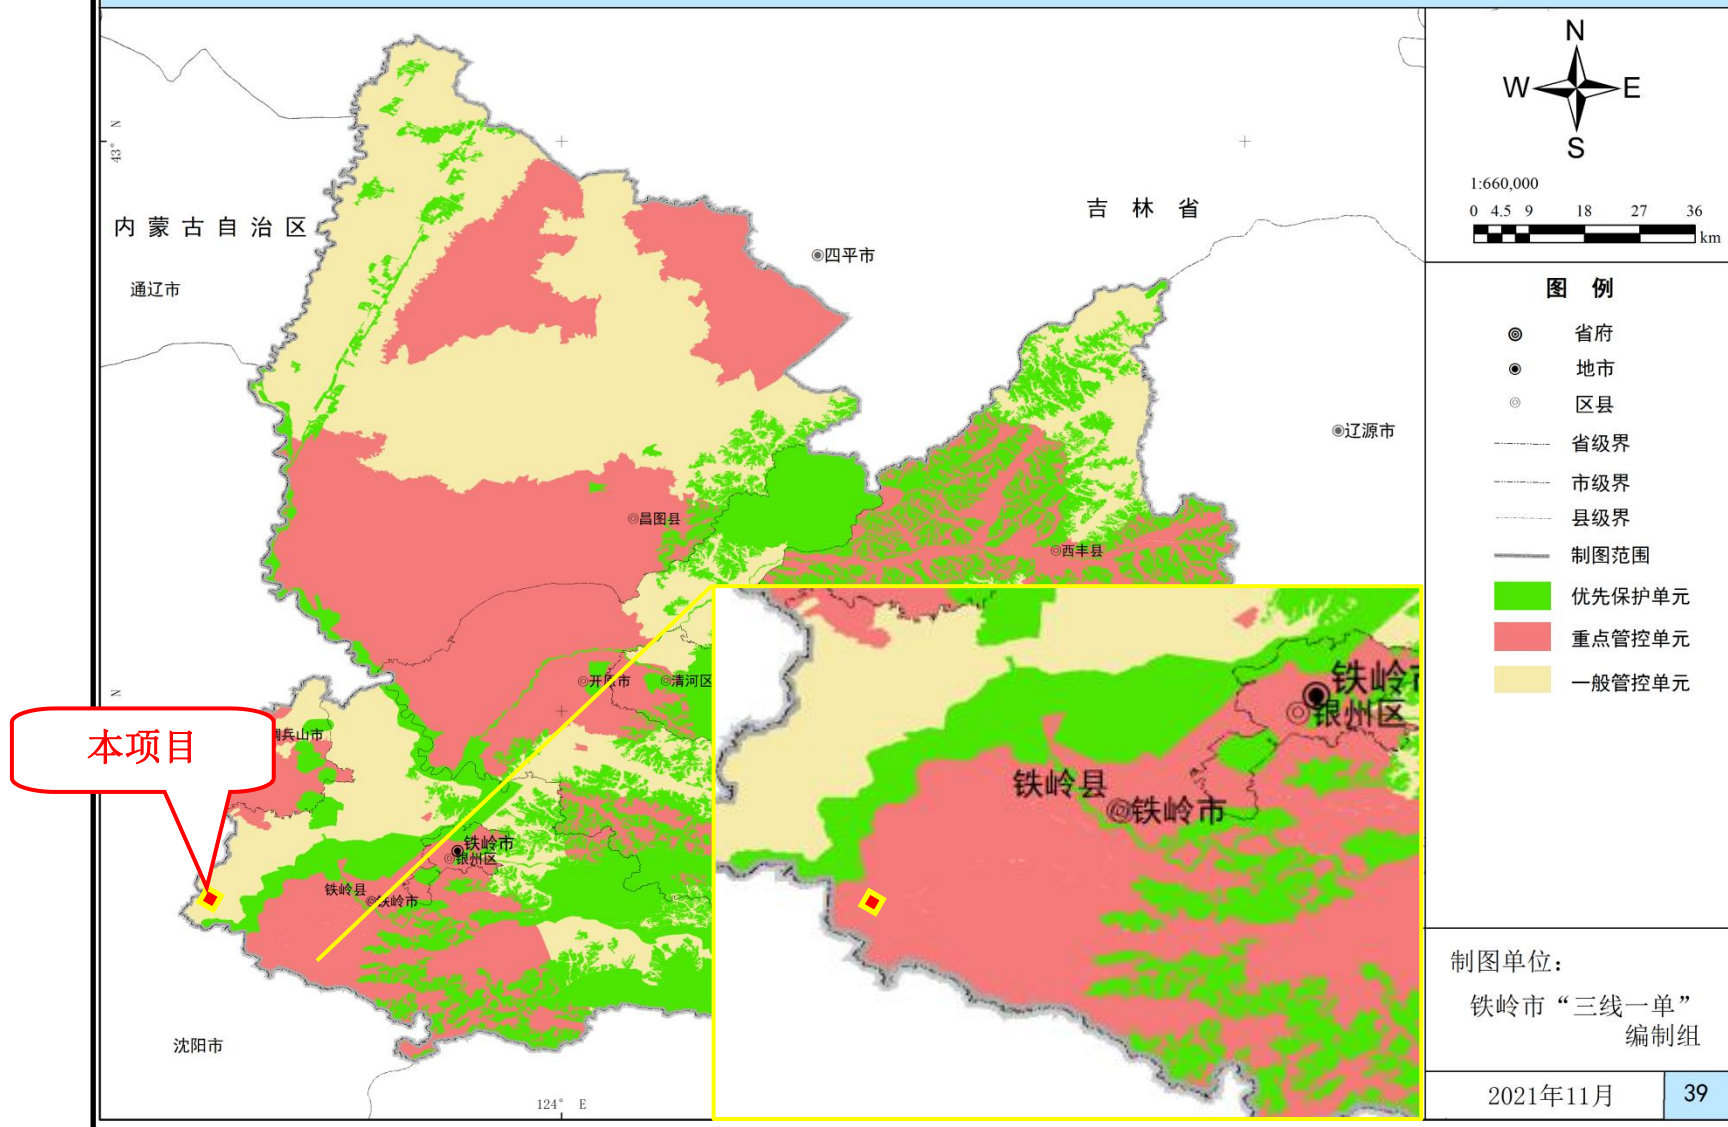 N
W
E
S
1:660,000
0 4.5 9 18 27 36
km
图 例
省府
地市
区县
省级界
市级界
县级界
制图范围
优先保护单元
重点管控单元
一般管控单元
制图单位：
铁岭市“三线一单”
编制组
2021年11月
39
43° N
内蒙古自治区
通辽市
吉林省
四平市
辽源市
昌图县
西丰县
开原市
清河区
N
兵山市
本项目
铁岭市
银州区
铁岭县
铁岭市
沈阳市
124° E
铁岭
银州区
铁岭县
铁岭市